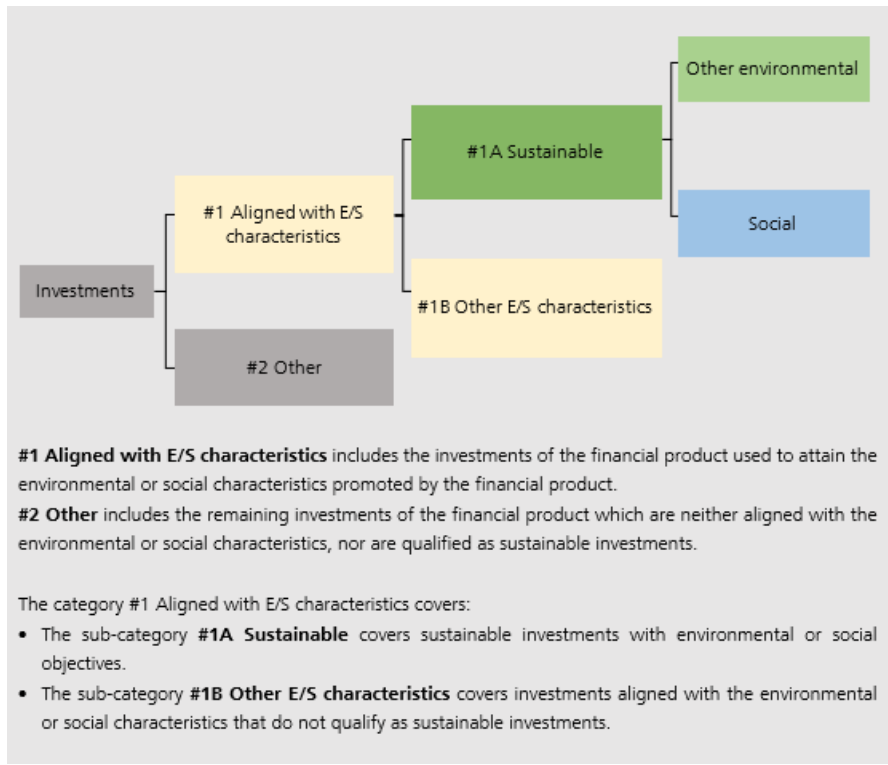 Other environmental
#1A Sustainable
#1 Aligned with E/S
characteristics
Social
Investments
#1B Other E/S characteristics
#2 Other
#1 Aligned with E/S characteristics includes the investments of the financial product used to attain the
environmental or social characteristics promoted by the financial product.
#2 Other includes the remaining investments of the financial product which are neither aligned with the
environmental or social characteristics, nor are qualified as sustainable investments.
The category #1 Aligned with E/S characteristics covers:
• The sub-category #1A Sustainable covers sustainable investments with environmental or social
objectives.
• The sub-category #1B Other E/S characteristics covers investments aligned with the environmental
or social characteristics that do not qualify as sustainable investments.